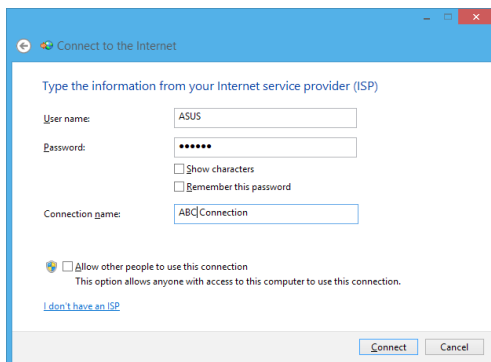 Connect to the Internet
Type the information from your Internet service provider (ISP)
User name: ASUS
Password: ••••••
Show characters
Remember this password
Connection name: ABC Connection
Allow other people to use this connection
This option allows anyone with access to this computer to use this connection.
I don't have an ISP
Connect Cancel